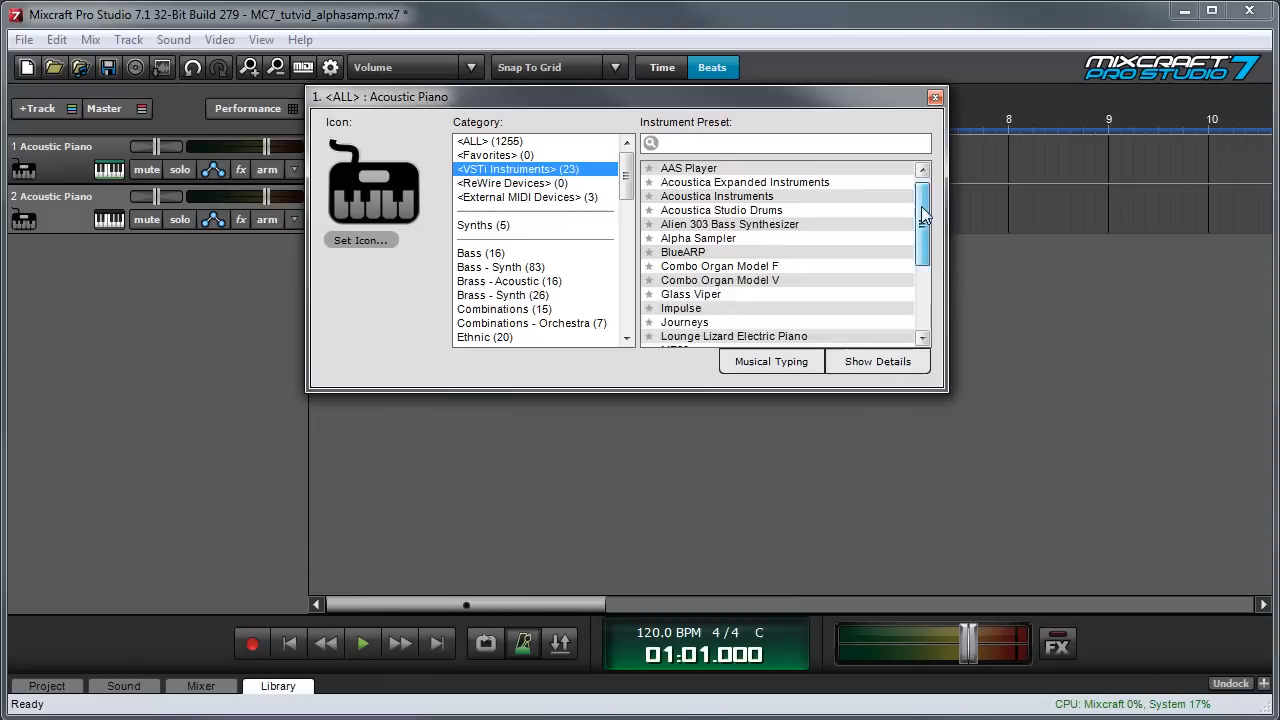 Mixcraft Pro Studio 7.1 32-Bit Build 279 - MC7_tutvid_alphasamp.mx7 *
File Edit Mix Track Sound Video View Help
Volume Snap To Grid Time Beats
MIXCRAFT
PRO STUDIO 7
+Track Master Performance
1. <ALL> : Acoustic Piano
Icon:
Set Icon...
Category:
<ALL> (1255)
<Favorites> (0)
<VSTi Instruments> (23)
<ReWire Devices> (0)
<External MIDI Devices> (3)
Synths (5)
Bass (16)
Bass - Synth (83)
Brass - Acoustic (16)
Brass - Synth (26)
Combinations (15)
Combinations - Orchestra (7)
Ethnic (20)
Instrument Preset:
AAS Player
Acoustica Expanded Instruments
Acoustica Instruments
Acoustica Studio Drums
Alien 303 Bass Synthesizer
Alpha Sampler
BlueARP
Combo Organ Model F
Combo Organ Model V
Glass Viper
Impulse
Journeys
Lounge Lizard Electric Piano
Musical Typing Show Details
8 9 10
1 Acoustic Piano
mute solo fx arm
2 Acoustic Piano
mute solo fx arm
120.0 BPM 4 / 4 C
01:01.000
FX
Project Sound Mixer Library
Undock
Ready
CPU: Mixcraft 0%, System 17%